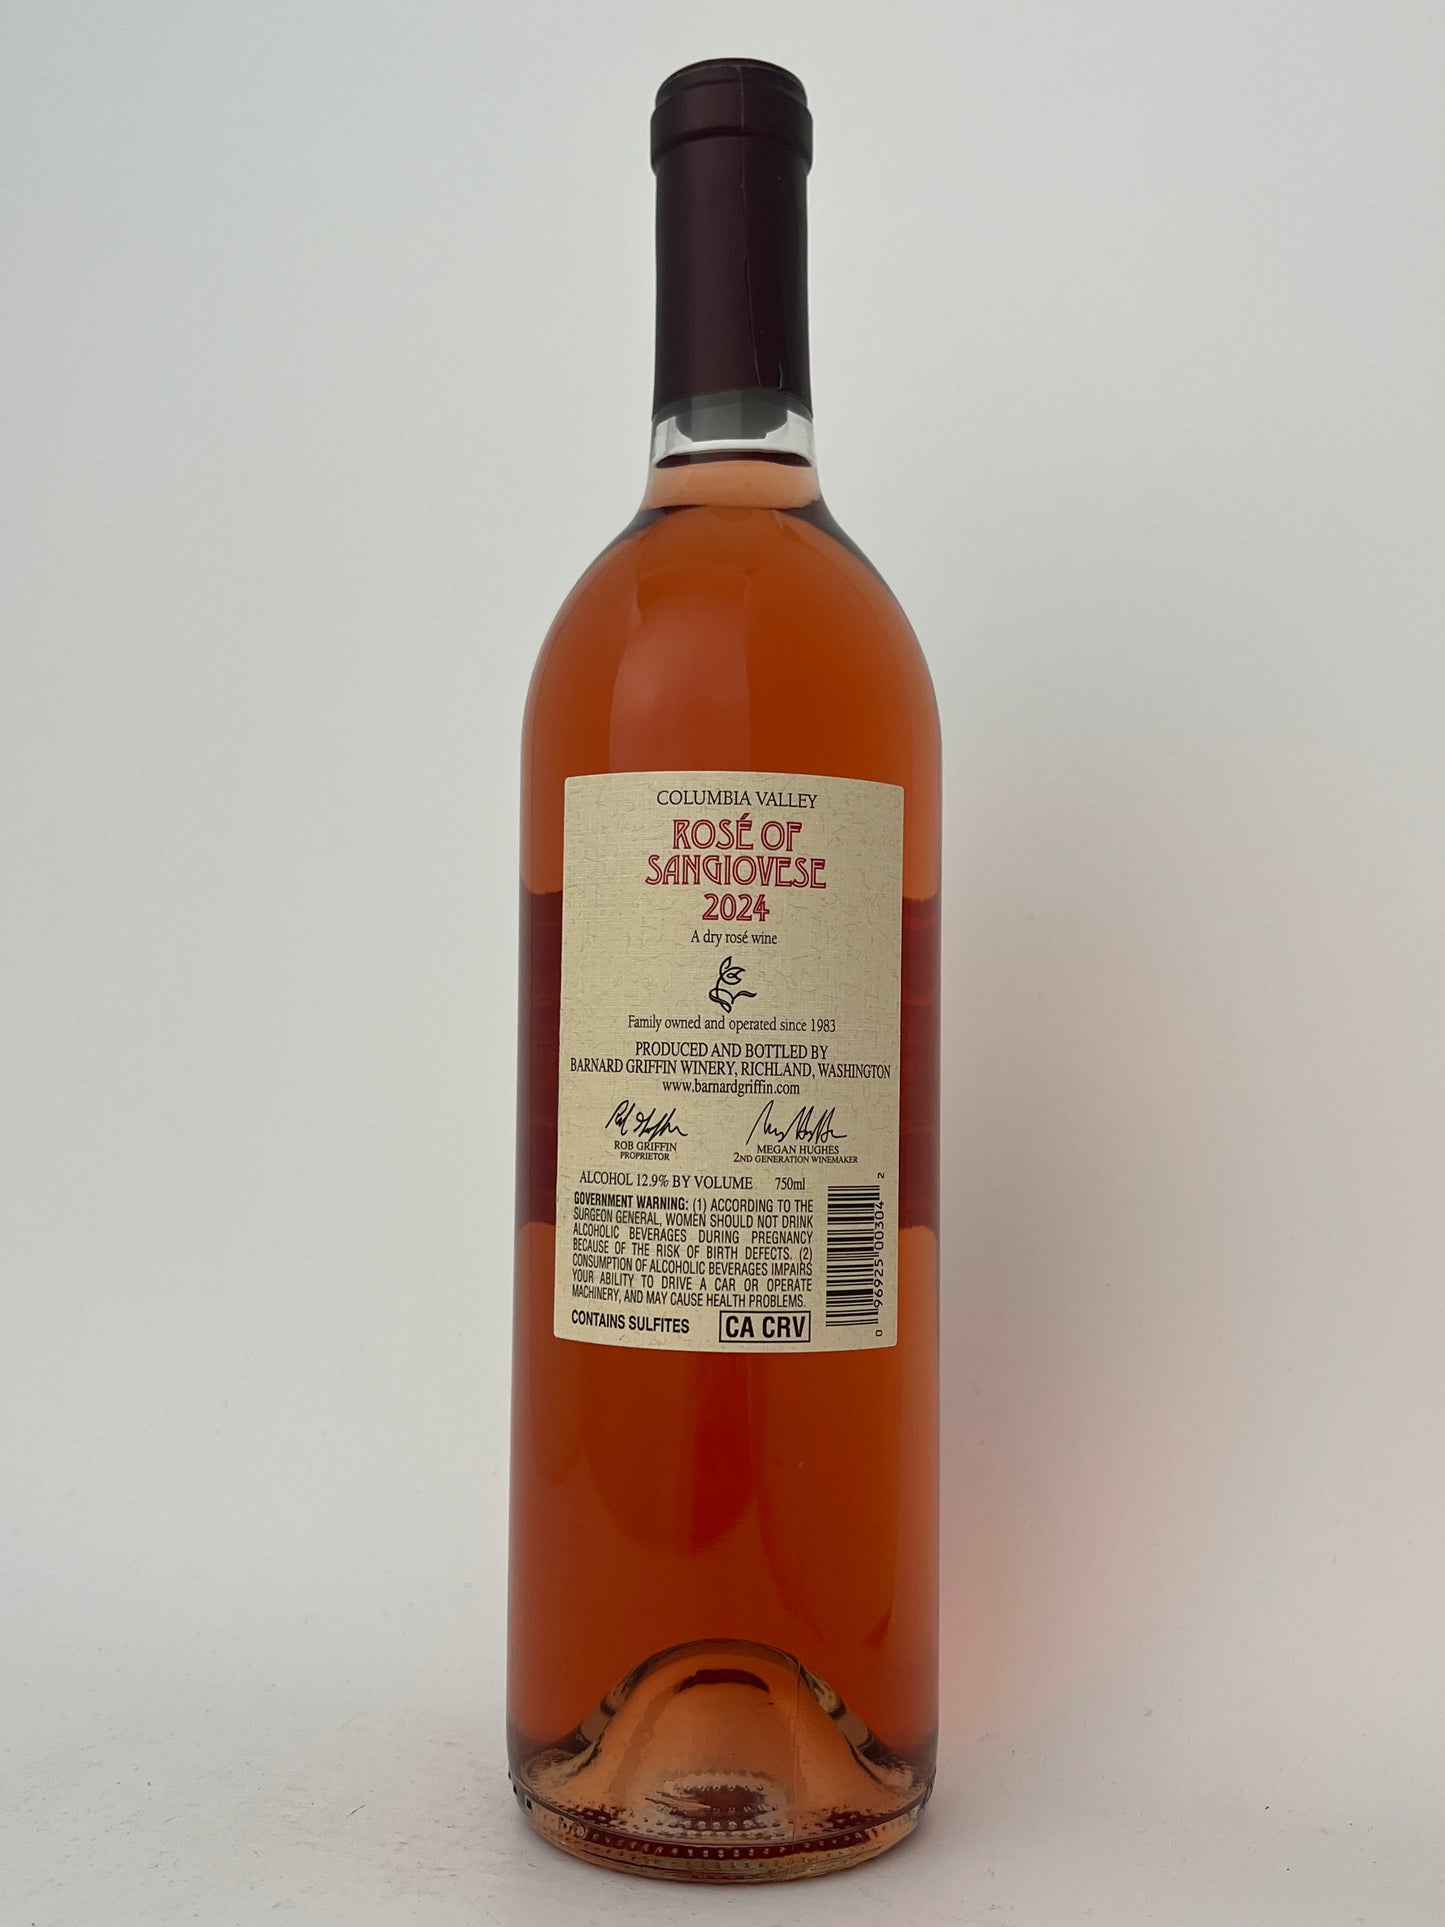 COLUMBIA VALLEY
ROSÉ OF
SANGIOVESE
2024
A dry rosé wine
Family owned and operated since 1983
PRODUCED AND BOTTLED BY
BARNARD GRIFFIN WINERY, RICHLAND, WASHINGTON
www.barnardgriffin.com
ROB GRIFFIN
PROPRIETOR
MEGAN HUGHES
2ND GENERATION WINEMAKER
ALCOHOL 12.9% BY VOLUME 750ml
GOVERNMENT WARNING: (1) ACCORDING TO THE
SURGEON GENERAL, WOMEN SHOULD NOT DRINK
ALCOHOLIC BEVERAGES DURING PREGNANCY
BECAUSE OF THE RISK OF BIRTH DEFECTS. (2)
CONSUMPTION OF ALCOHOLIC BEVERAGES IMPAIRS
YOUR ABILITY TO DRIVE A CAR OR OPERATE
MACHINERY, AND MAY CAUSE HEALTH PROBLEMS.
CONTAINS SULFITES
CA CRV
0 96925 00304 2